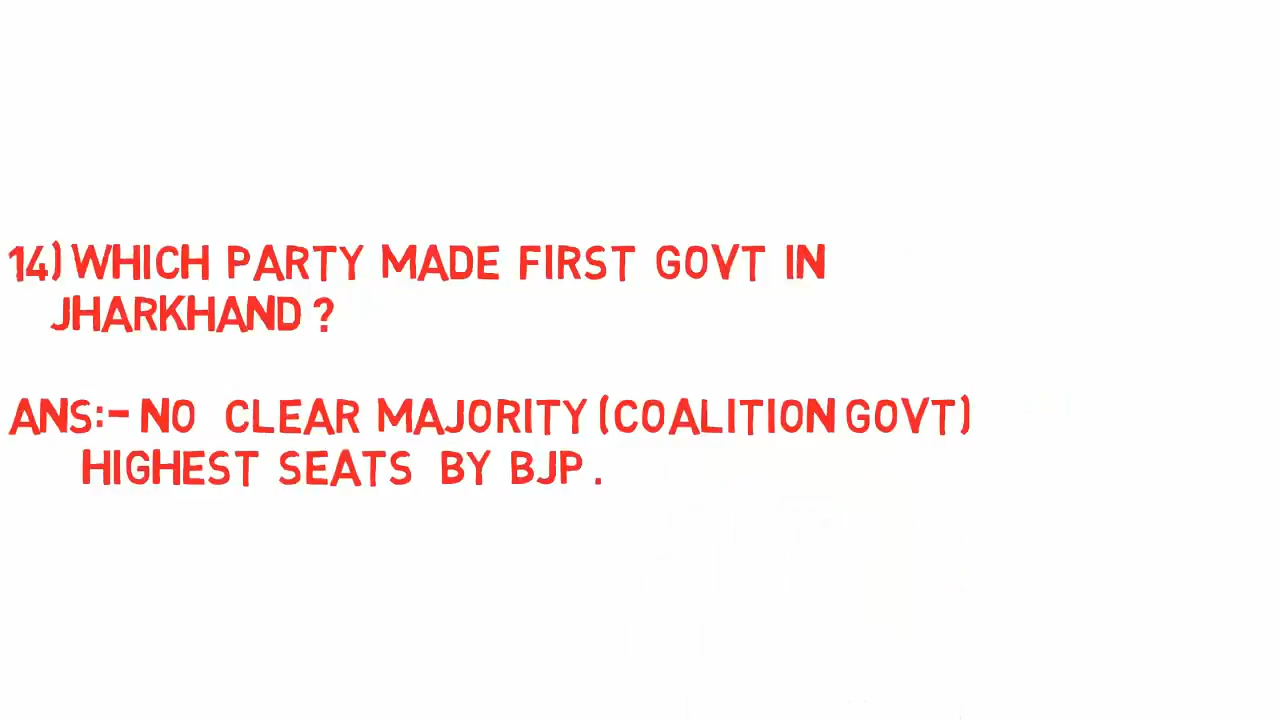 14) WHICH PARTY MADE FIRST GOVT IN
JHARKHAND ?
ANS:- NO CLEAR MAJORITY (COALITION GOVT)
HIGHEST SEATS BY BJP .